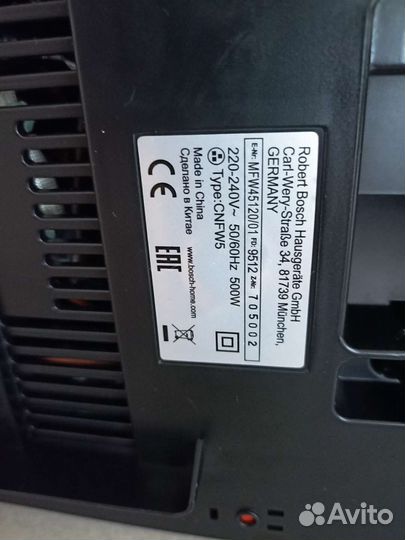 Robert Bosch Hausgeräte GmbH
Carl-Wery-Straße 34, 81739 München,
GERMANY
E-Nr: MFW45120/01 FD: 9512 Z-Nr: 705002
220-240V~ 50/60Hz 500W
Type:CNFW5
Made in China
Сделано в Китае
www.bosch-home.com
CE
EAC
Avito